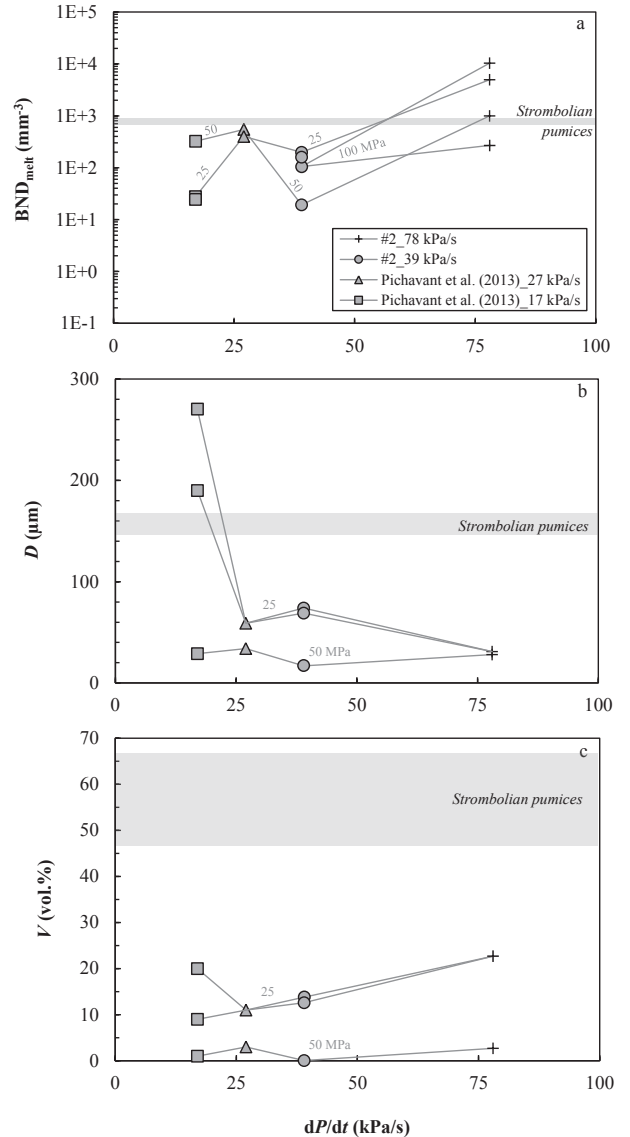 a
1E+5
1E+4
1E+3
1E+2
1E+1
1E+0
1E-1
BND_melt (mm⁻³)
Strombolian
pumices
50
25
25
50
100 MPa
#2_78 kPa/s
#2_39 kPa/s
Pichavant et al. (2013)_27 kPa/s
Pichavant et al. (2013)_17 kPa/s
0 25 50 75 100
b
300
200
100
0
D (µm)
Strombolian pumices
25
50 MPa
0 25 50 75 100
c
70
60
50
40
30
20
10
0
V (vol.%)
Strombolian pumices
25
50 MPa
0 25 50 75 100
dP/dt (kPa/s)